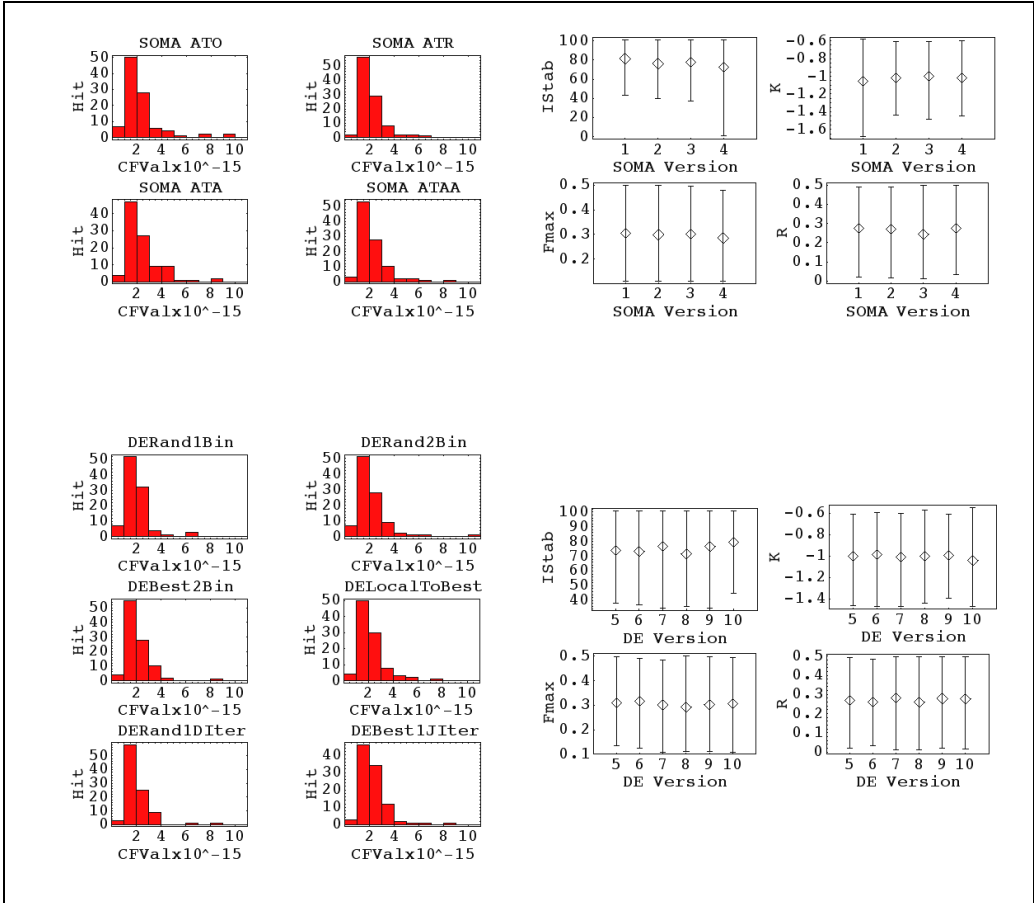 SOMA ATO
50
40
30
20
10
0
Hit
2 4 6 8 10
CFValx10^-15
SOMA ATR
50
40
30
20
10
0
Hit
2 4 6 8 10
CFValx10^-15
SOMA ATA
40
30
20
10
0
Hit
2 4 6 8 10
CFValx10^-15
SOMA ATAA
50
40
30
20
10
0
Hit
2 4 6 8 10
CFValx10^-15
100
80
60
40
20
0
IStab
1 2 3 4
SOMA Version
-0.6
-0.8
-1
-1.2
-1.4
-1.6
K
1 2 3 4
SOMA Version
0.5
0.4
0.3
0.2
Fmax
1 2 3 4
SOMA Version
0.5
0.4
0.3
0.2
0.1
0
R
1 2 3 4
SOMA Version
DERand1Bin
50
40
30
20
10
0
Hit
2 4 6 8 10
CFValx10^-15
DERand2Bin
50
40
30
20
10
0
Hit
2 4 6 8 10
CFValx10^-15
DEBest2Bin
50
40
30
20
10
0
Hit
2 4 6 8 10
CFValx10^-15
DELocalToBest
50
40
30
20
10
0
Hit
2 4 6 8 10
CFValx10^-15
DERand1DIter
50
40
30
20
10
0
Hit
2 4 6 8 10
CFValx10^-15
DEBest1JIter
40
30
20
10
0
Hit
2 4 6 8 10
CFValx10^-15
100
90
80
70
60
50
40
IStab
5 6 7 8 9 10
DE Version
-0.6
-0.8
-1
-1.2
-1.4
K
5 6 7 8 9 10
DE Version
0.5
0.4
0.3
0.2
0.1
Fmax
5 6 7 8 9 10
DE Version
0.5
0.4
0.3
0.2
0.1
0
R
5 6 7 8 9 10
DE Version